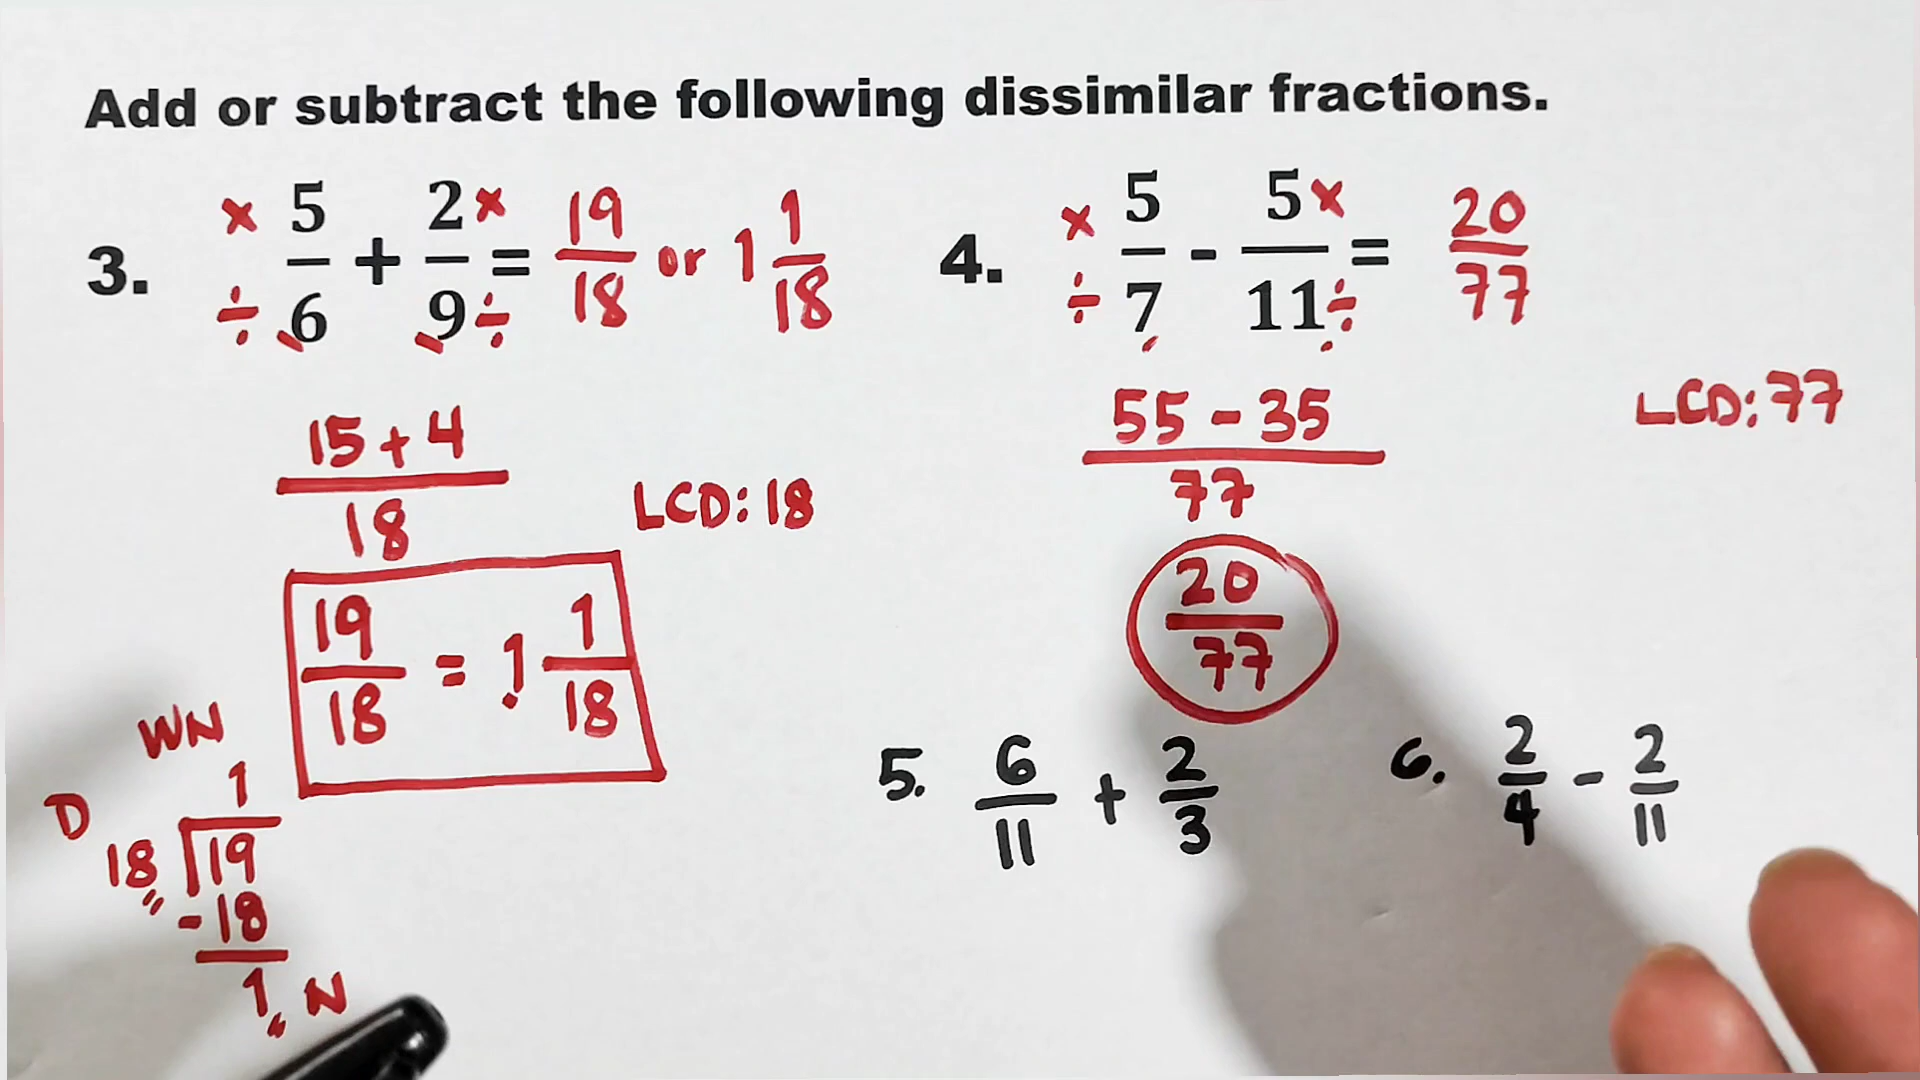 Add or subtract the following dissimilar fractions.
3. × ÷ 5/6 + 2/9 × ÷ = 19/18 or 1 1/18
15 + 4 / 18
LCD: 18
19/18 = 1 1/18
WN
1
D 18 19
- 18
1 N
4. × ÷ 5/7 - 5/11 × ÷ = 20/77
LCD: 77
55 - 35 / 77
20/77
5. 6/11 + 2/3
6. 2/4 - 2/11